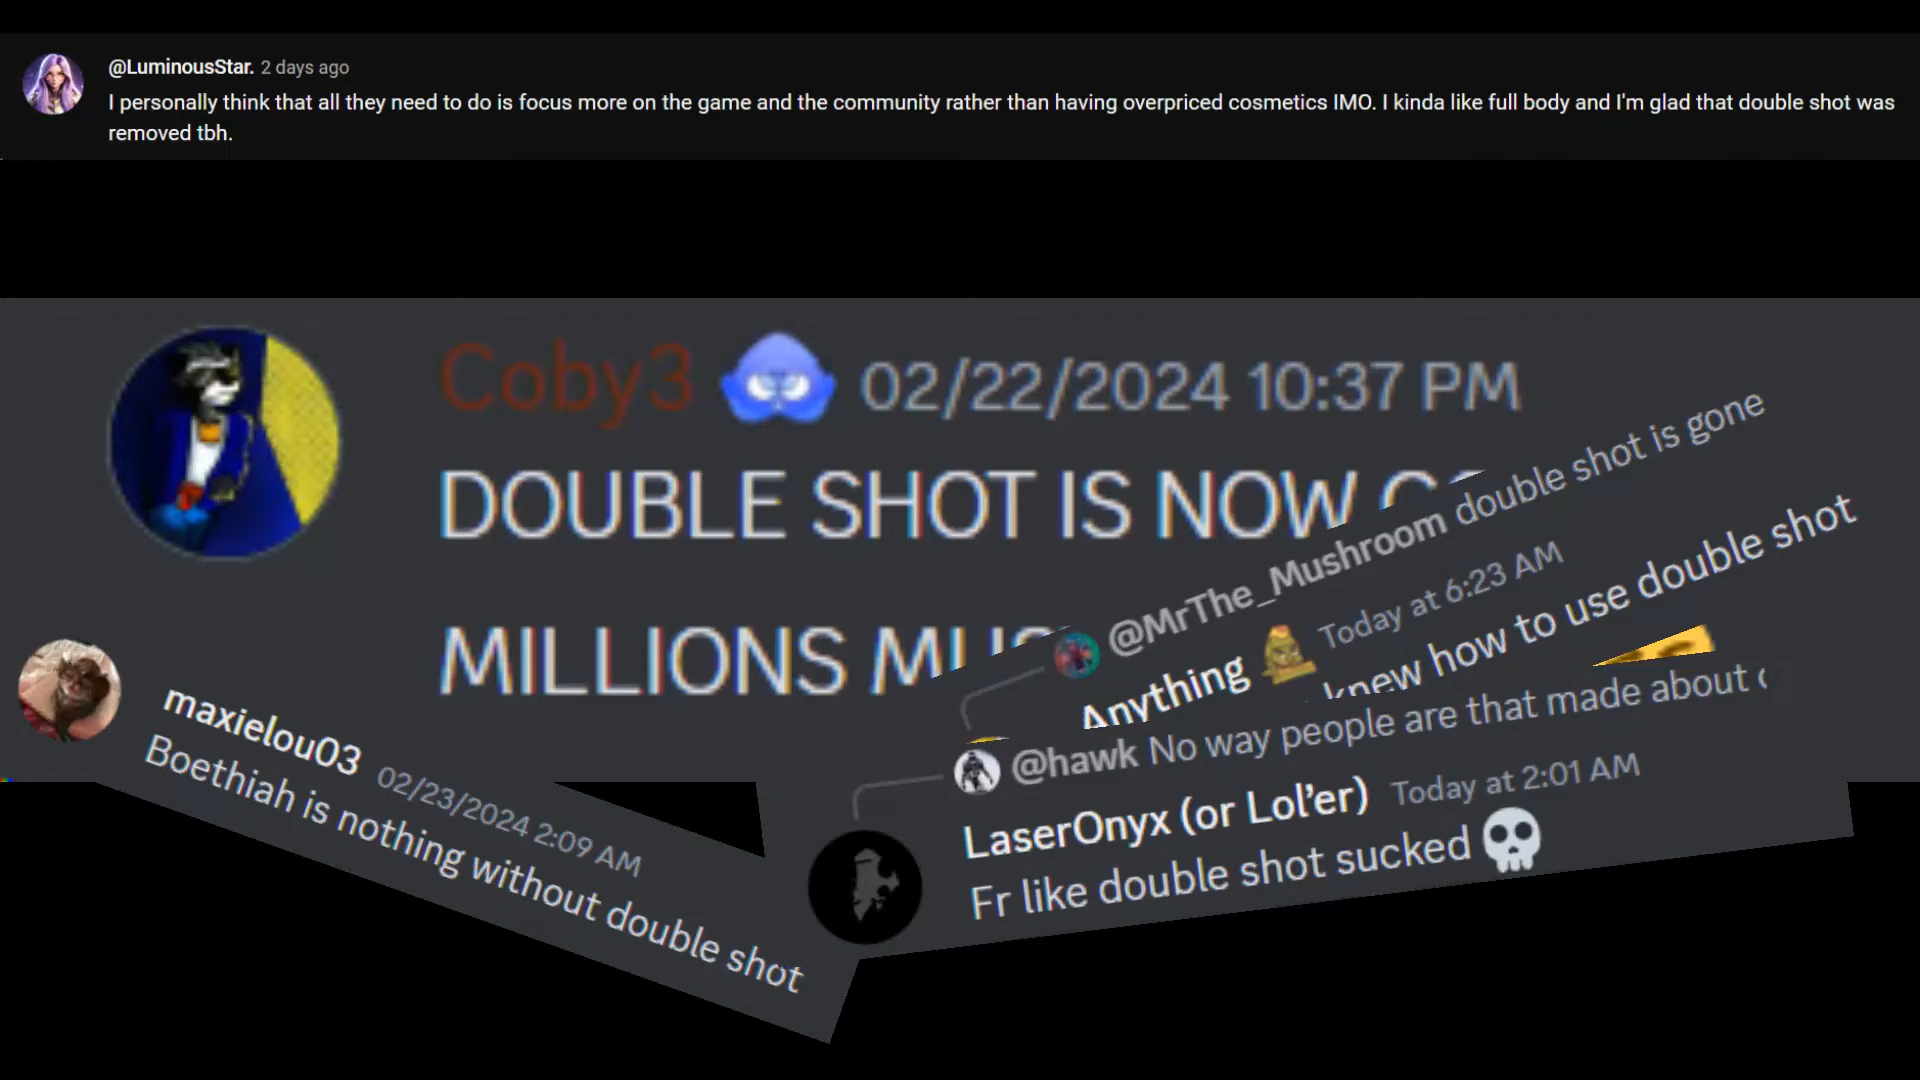 @LuminousStar. 2 days ago
I personally think that all they need to do is focus more on the game and the community rather than having overpriced cosmetics IMO. I kinda like full body and I'm glad that double shot was
removed tbh.
Coby3 02/22/2024 10:37 PM
DOUBLE SHOT IS NOW
MILLIONS
@MrThe_Mushroom double shot is gone
Anything Today at 6:23 AM
knew how to use double shot
@hawk No way people are that made about
LaserOnyx (or Lol'er) Today at 2:01 AM
Fr like double shot sucked 💀
maxielou03 02/23/2024 2:09 AM
Boethiah is nothing without double shot